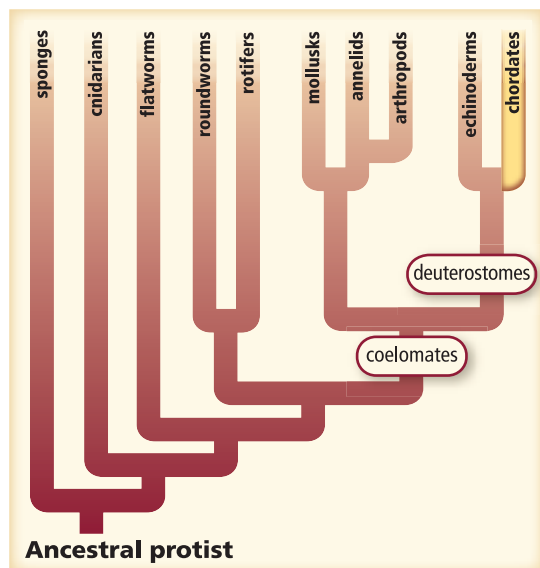 sponges
cnidarians
flatworms
roundworms
rotifers
mollusks
annelids
arthropods
echinoderms
chordates
deuterostomes
coelomates
Ancestral protist